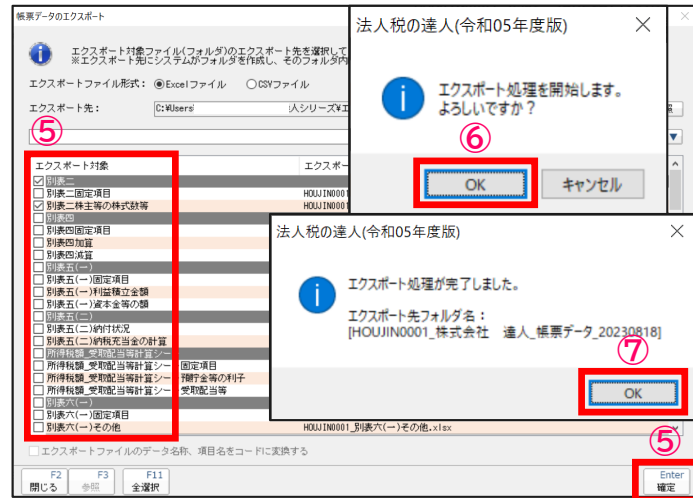 帳票データのエクスポート
エクスポート対象ファイル(フォルダ)のエクスポート先を選択して
※エクスポート先にシステムがフォルダを作成し、そのフォルダ内
エクスポートファイル形式： Excelファイル CSVファイル
エクスポート先： C:¥Users 人シリーズ¥エ
⑤
エクスポート対象 エクスポー
別表二
別表二固定項目 HOUJIN0001
別表二株主等の株式数等 HOUJIN0001
別表四
別表四固定項目
別表四加算
別表四減算
別表五(一)
別表五(一)固定項目
別表五(一)利益積立金額
別表五(一)資本金等の額
別表五(二)
別表五(二)納付状況
別表五(二)納税充当金の計算
所得税額_受取配当等計算シー
所得税額_受取配当等計算シー 固定項目
所得税額_受取配当等計算シー 預貯金等の利子
所得税額_受取配当等計算シー 受取配当等
別表六(一)
別表六(一)固定項目
別表六(一)その他 HOUJIN0001_別表六(一)その他.xlsx
エクスポートファイルのデータ名称、項目名をコードに変換する
F2 F3 F11
閉じる 参照 全選択
⑤
Enter
確定
法人税の達人(令和05年度版)
エクスポート処理を開始します。
よろしいですか？
⑥
OK キャンセル
法人税の達人(令和05年度版)
エクスポート処理が完了しました。
エクスポート先フォルダ名：
[HOUJIN0001_株式会社　達人_帳票データ_20230818]
⑦
OK